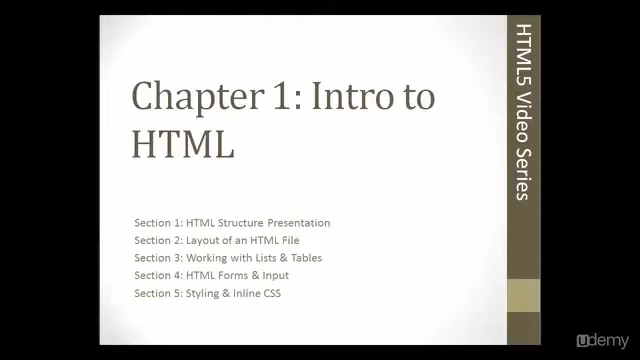 Chapter 1: Intro to
HTML
Section 1: HTML Structure Presentation
Section 2: Layout of an HTML File
Section 3: Working with Lists & Tables
Section 4: HTML Forms & Input
Section 5: Styling & Inline CSS
HTML5 Video Series
udemy